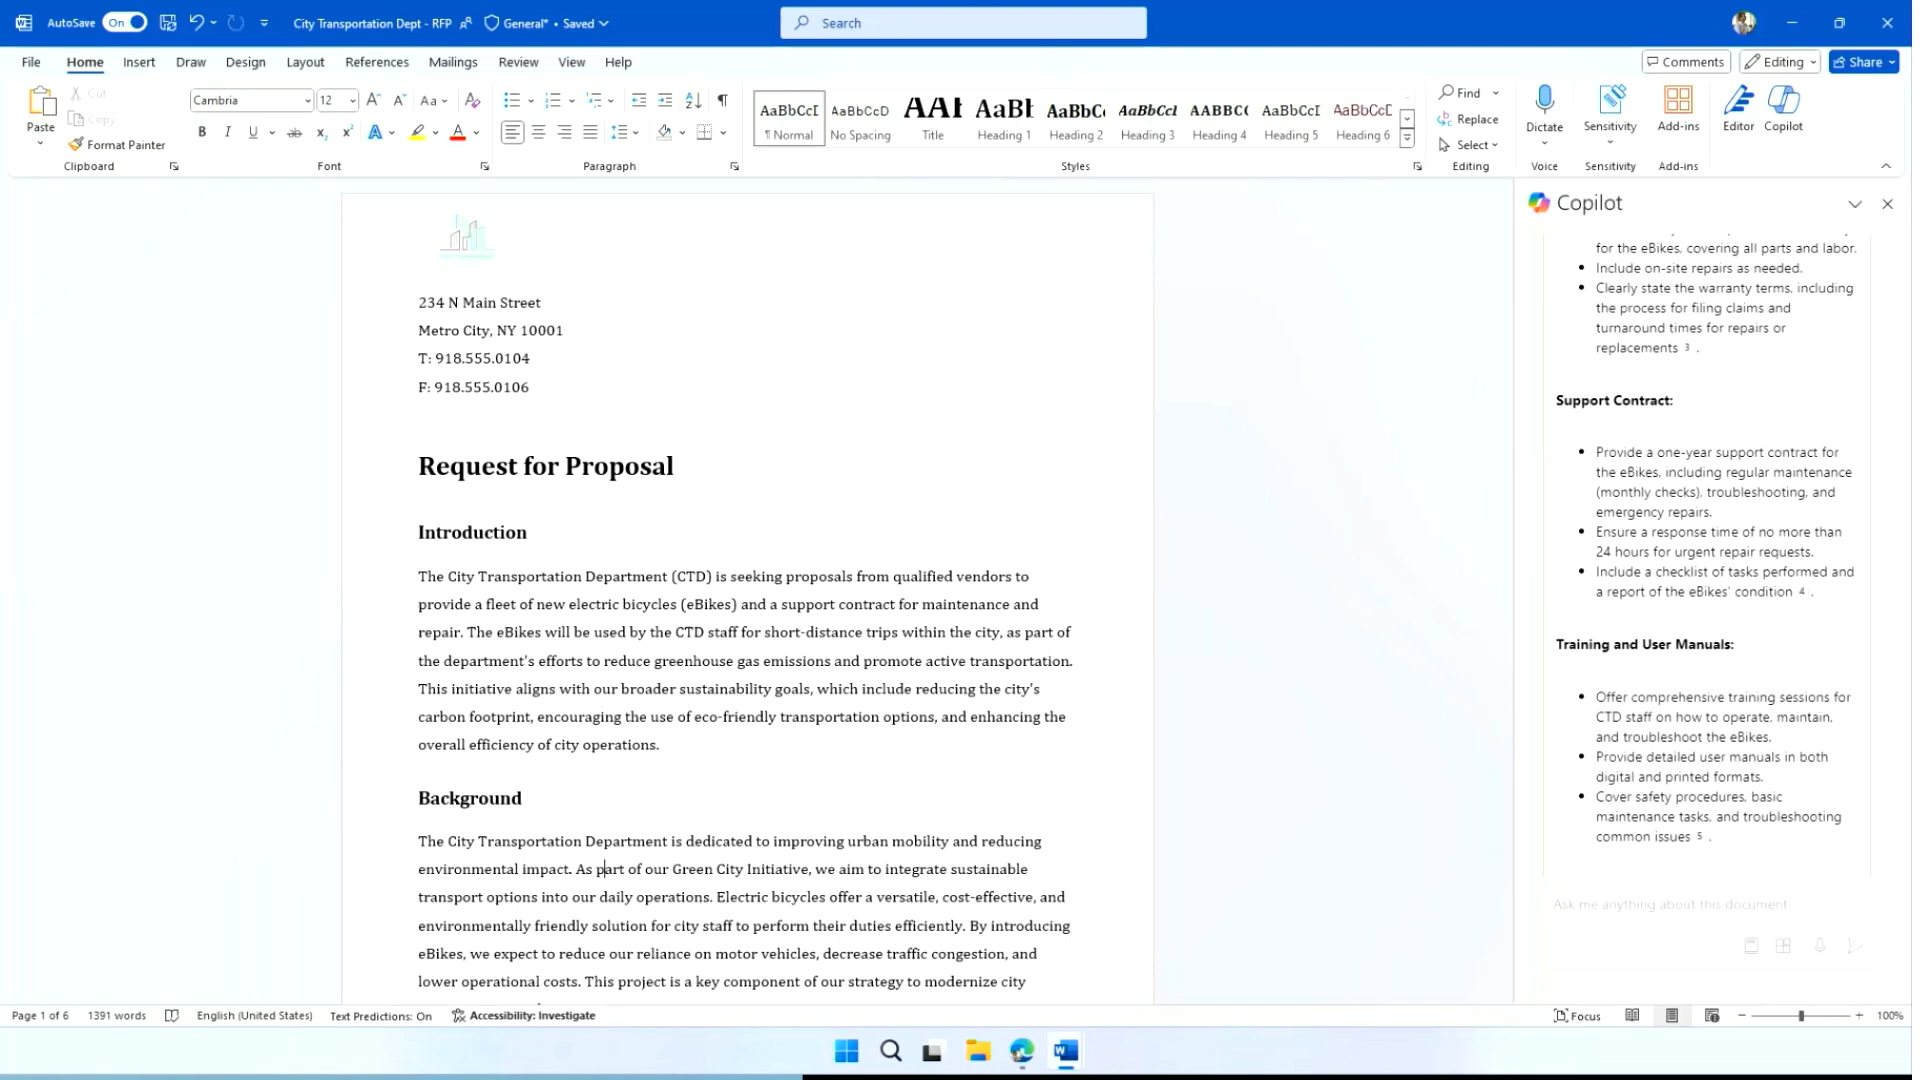 AutoSave On City Transportation Dept - RFP General* • Saved
Search
File Home Insert Draw Design Layout References Mailings Review View Help
Comments Editing Share
Paste
Cut
Copy
Format Painter
Clipboard
Cambria 12
Aa
B I U ab x₂ x² A A
Font
Paragraph
AaBbCcI AaBbCcD AaBbCc AaBbCcI AABBCC AaBbCcI AaBbCcC
¶ Normal No Spacing Title Heading 1 Heading 2 Heading 3 Heading 4 Heading 5 Heading 6
Styles
Find
Replace
Select
Editing
Dictate
Voice
Sensitivity
Sensitivity
Add-ins
Add-ins
Editor Copilot
234 N Main Street
Metro City, NY 10001
T: 918.555.0104
F: 918.555.0106
Request for Proposal
Introduction
The City Transportation Department (CTD) is seeking proposals from qualified vendors to
provide a fleet of new electric bicycles (eBikes) and a support contract for maintenance and
repair. The eBikes will be used by the CTD staff for short-distance trips within the city, as part of
the department's efforts to reduce greenhouse gas emissions and promote active transportation.
This initiative aligns with our broader sustainability goals, which include reducing the city's
carbon footprint, encouraging the use of eco-friendly transportation options, and enhancing the
overall efficiency of city operations.
Background
The City Transportation Department is dedicated to improving urban mobility and reducing
environmental impact. As part of our Green City Initiative, we aim to integrate sustainable
transport options into our daily operations. Electric bicycles offer a versatile, cost-effective, and
environmentally friendly solution for city staff to perform their duties efficiently. By introducing
eBikes, we expect to reduce our reliance on motor vehicles, decrease traffic congestion, and
lower operational costs. This project is a key component of our strategy to modernize city
Copilot
for the eBikes, covering all parts and labor.
• Include on-site repairs as needed.
• Clearly state the warranty terms, including
the process for filing claims and
turnaround times for repairs or
replacements 3 .
Support Contract:
• Provide a one-year support contract for
the eBikes, including regular maintenance
(monthly checks), troubleshooting, and
emergency repairs.
• Ensure a response time of no more than
24 hours for urgent repair requests.
• Include a checklist of tasks performed and
a report of the eBikes' condition 4 .
Training and User Manuals:
• Offer comprehensive training sessions for
CTD staff on how to operate, maintain,
and troubleshoot the eBikes.
• Provide detailed user manuals in both
digital and printed formats.
• Cover safety procedures, basic
maintenance tasks, and troubleshooting
common issues 5 .
Ask me anything about this document
Page 1 of 6 1391 words English (United States) Text Predictions: On Accessibility: Investigate
Focus 100%